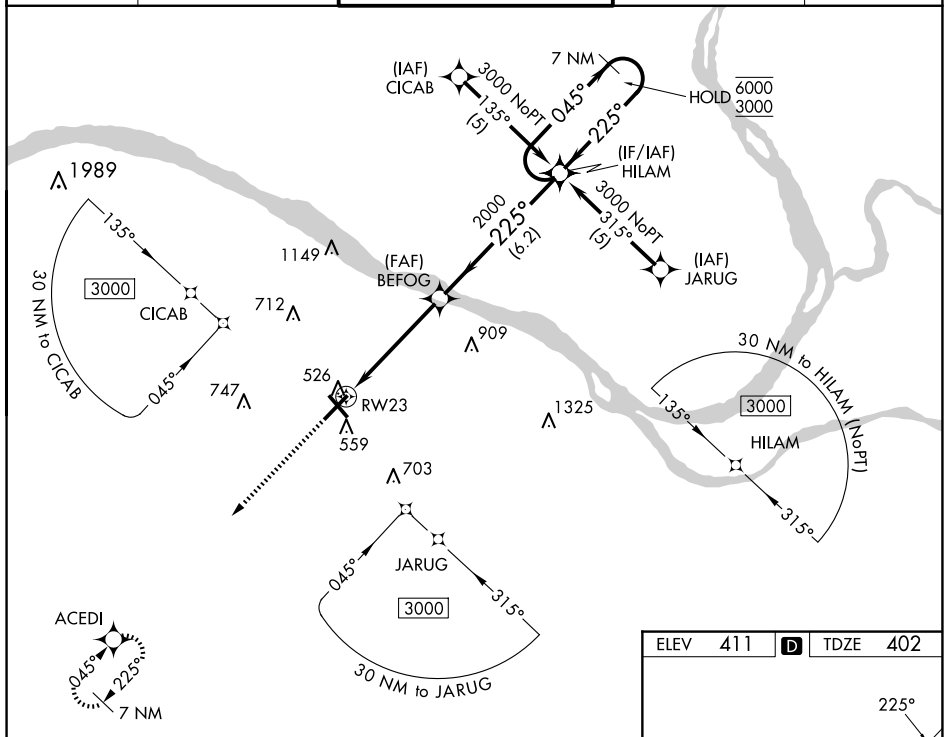 7 NM
(IAF)
CICAB
3000 NoPT
135°
(5)
045°
225°
HOLD 6000
3000
(IF/IAF)
HILAM
3000 NoPT
315°
(5)
(IAF)
JARUG
2000
225°
(6.2)
(FAF)
BEFOG
1989
1149
712
909
747
526
RW23
559
1325
703
135°
3000
CICAB
045°
30 NM to CICAB
30 NM to HILAM (NoPT)
135°
3000
HILAM
315°
JARUG
045°
315°
3000
30 NM to JARUG
ACEDI
045°
225°
7 NM
ELEV 411 D TDZE 402
225°